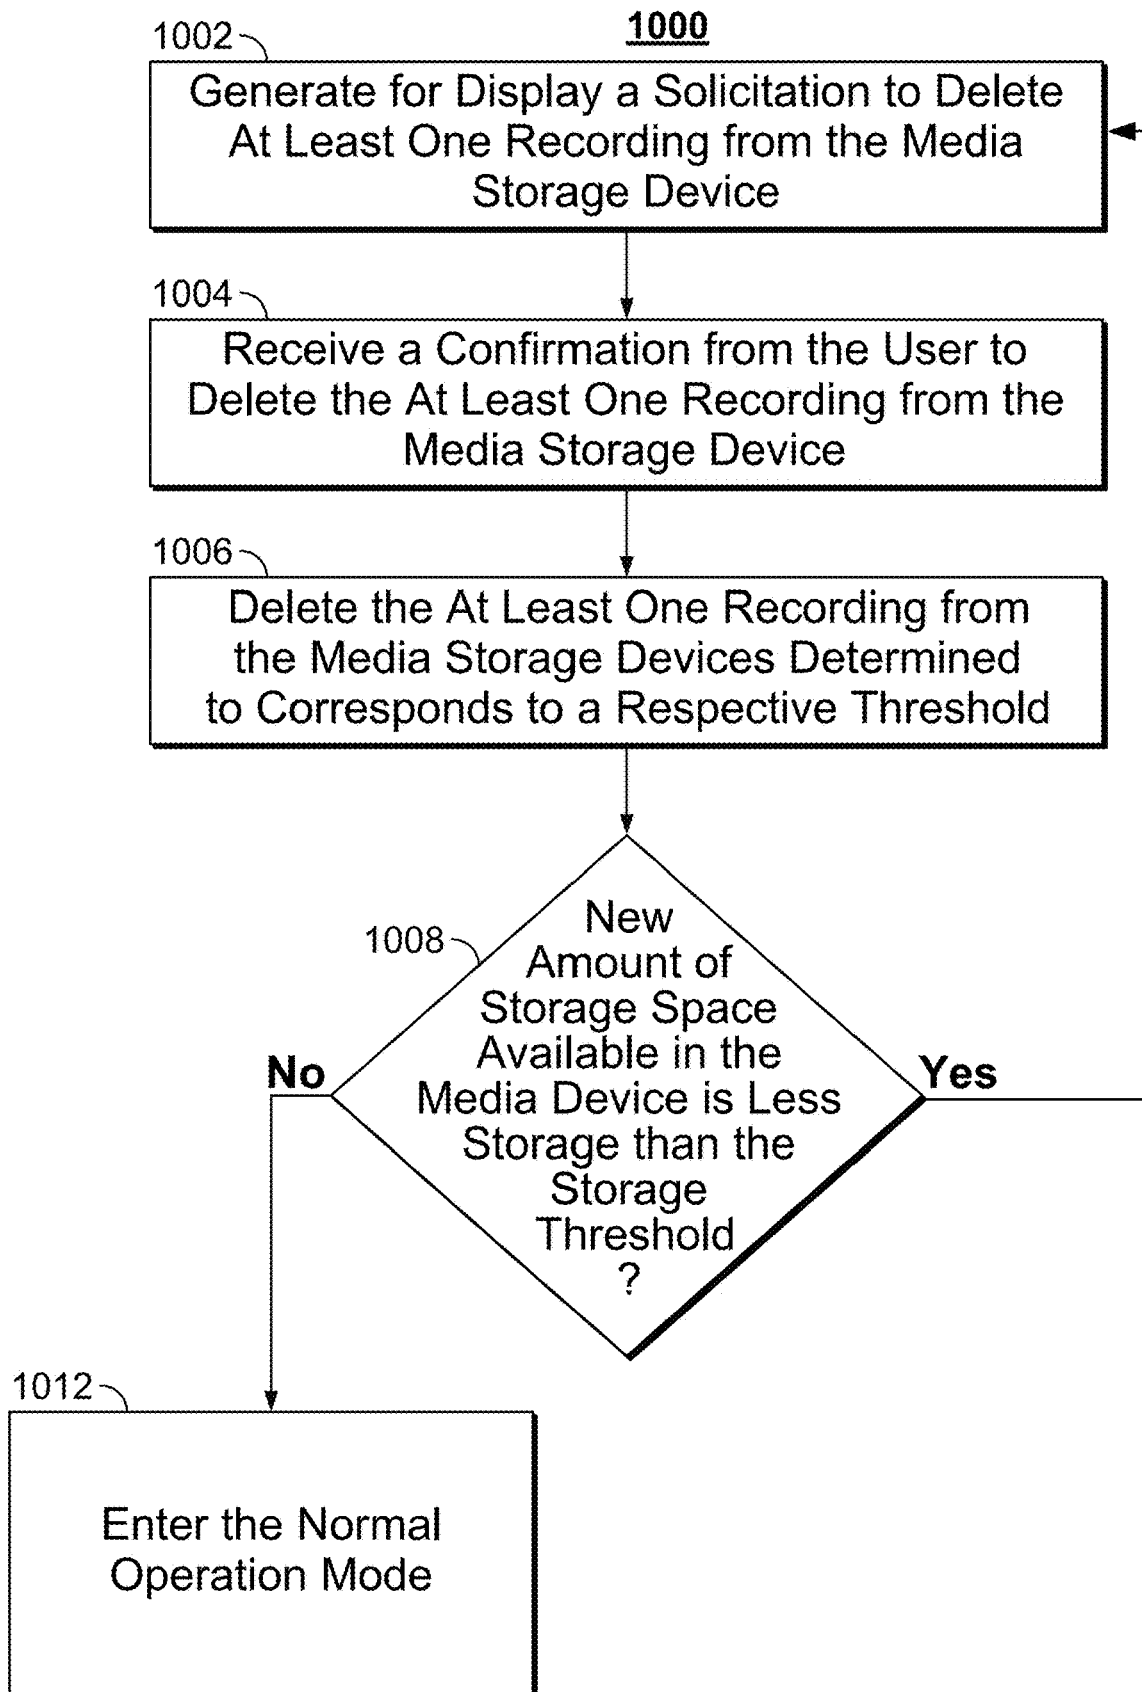 1000
1002
Generate for Display a Solicitation to Delete
At Least One Recording from the Media
Storage Device
1004
Receive a Confirmation from the User to
Delete the At Least One Recording from the
Media Storage Device
1006
Delete the At Least One Recording from
the Media Storage Devices Determined
to Corresponds to a Respective Threshold
1008
New
Amount of
Storage Space
Available in the
Media Device is Less
Storage than the
Storage
Threshold
?
No
Yes
1012
Enter the Normal
Operation Mode